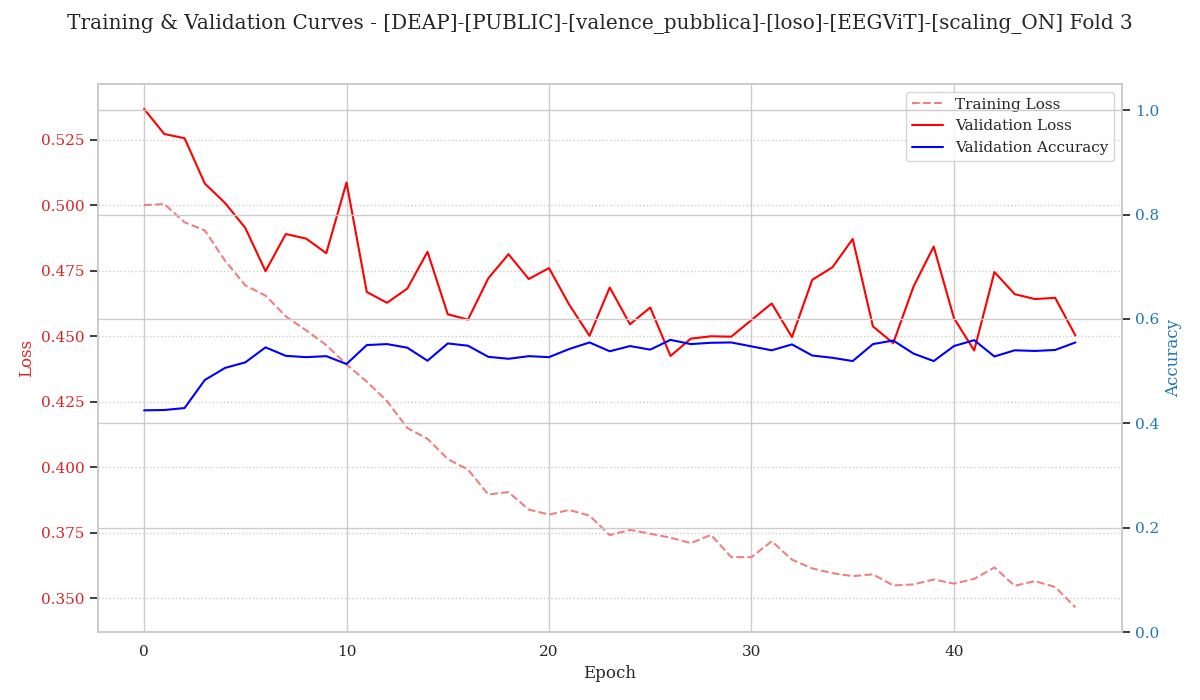 Training & Validation Curves - [DEAP]-[PUBLIC]-[valence_pubblica]-[loso]-[EEGViT]-[scaling_ON] Fold 3
Training Loss
Validation Loss
Validation Accuracy
Loss
0.525
0.500
0.475
0.450
0.425
0.400
0.375
0.350
1.0
0.8
0.6
0.4
0.2
0.0
Accuracy
0 10 20 30 40
Epoch